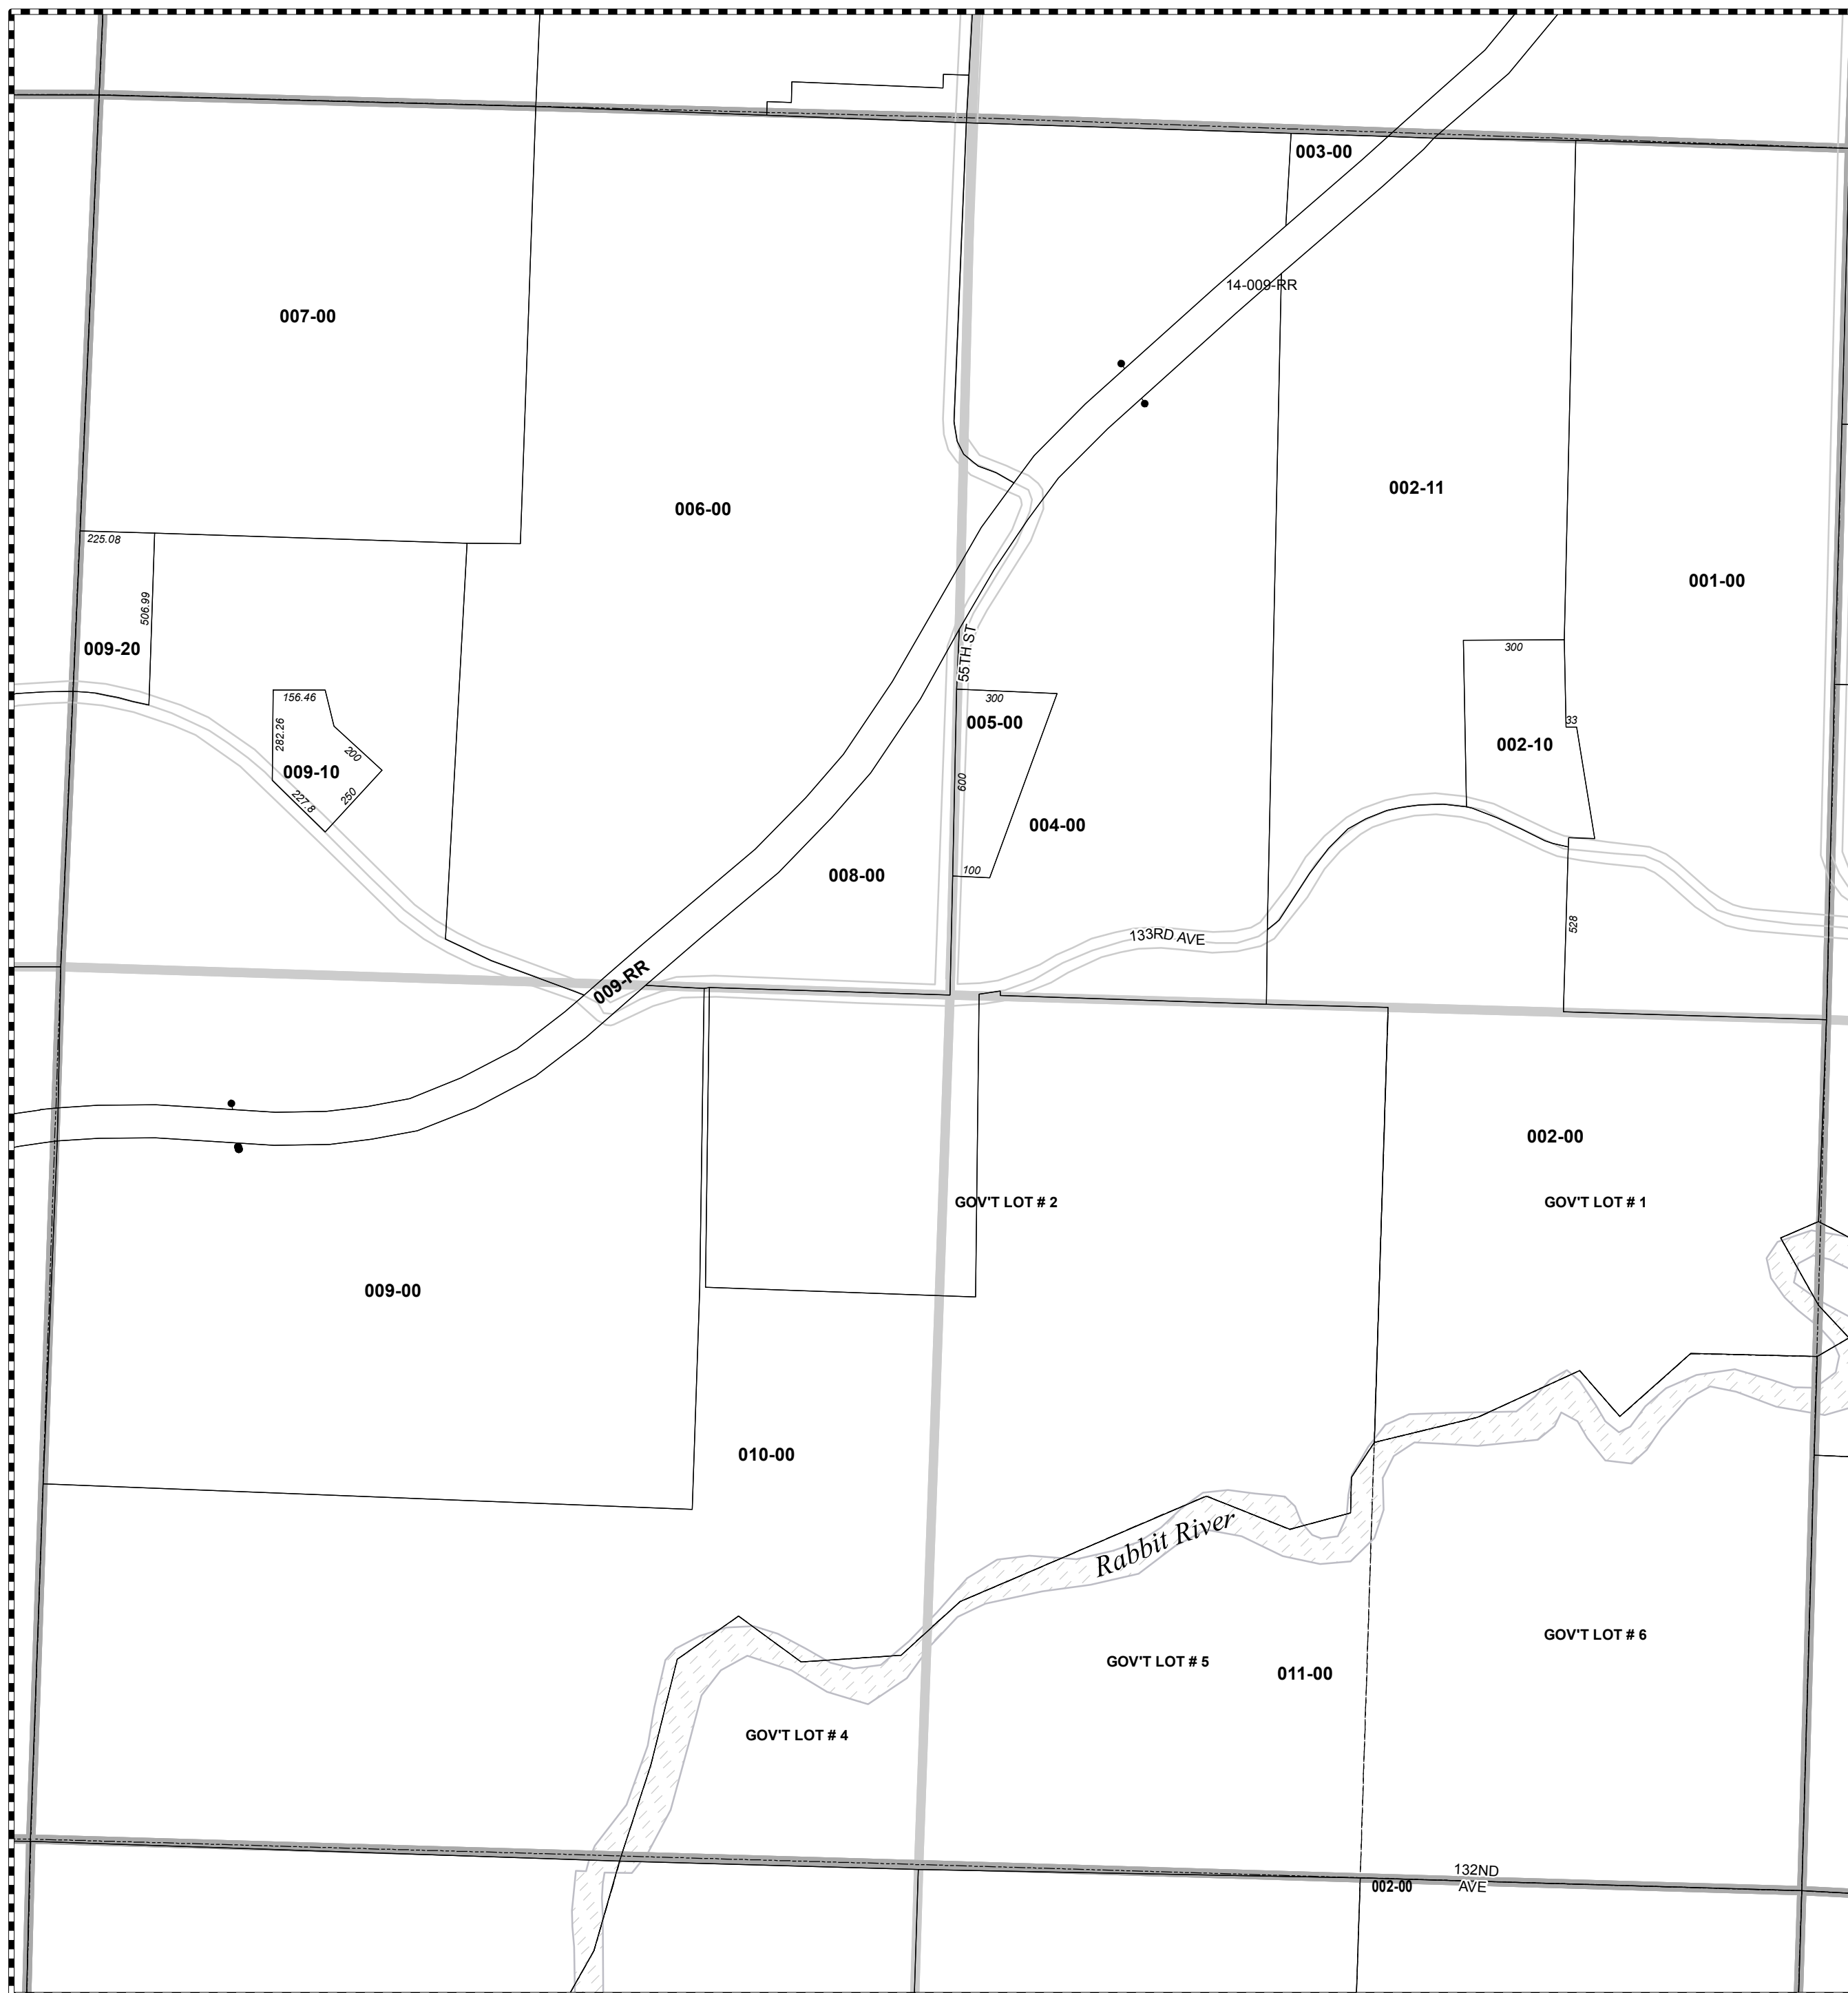 003-00
14-009-RR
007-00
006-00
002-11
225.08
506.99
009-20
001-00
55TH ST
300
300
005-00
600
100
004-00
33
002-10
528
156.46
282.26
200
009-10
227.8
250
008-00
133RD AVE
009-RR
002-00
GOV'T LOT # 2
GOV'T LOT # 1
009-00
010-00
Rabbit River
GOV'T LOT # 6
GOV'T LOT # 5
011-00
GOV'T LOT # 4
132ND
AVE
002-00